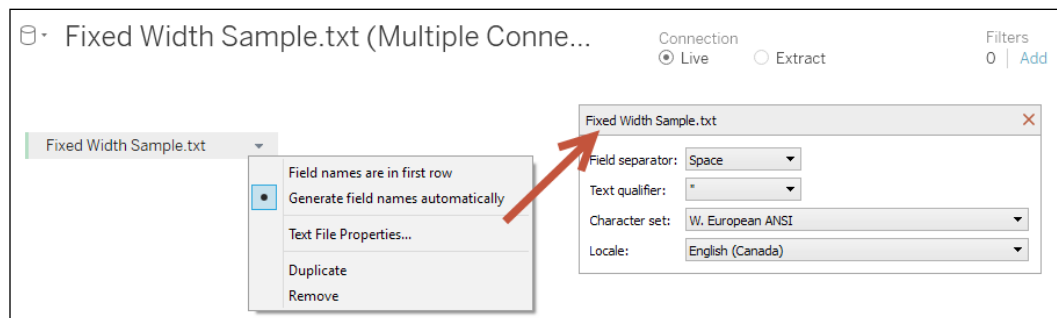 Fixed Width Sample.txt (Multiple Conne...
Connection
Live
Extract
Filters
0 | Add
Fixed Width Sample.txt
Field names are in first row
Generate field names automatically
Text File Properties...
Duplicate
Remove
Fixed Width Sample.txt
Field separator: Space
Text qualifier: "
Character set: W. European ANSI
Locale: English (Canada)